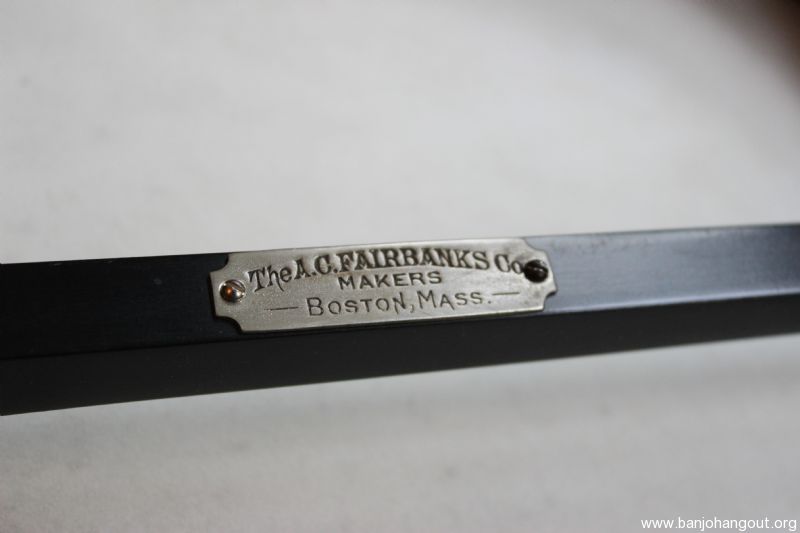 The A.C. FAIRBANKS Co
MAKERS
— BOSTON, MASS. —
www.banjohangout.org